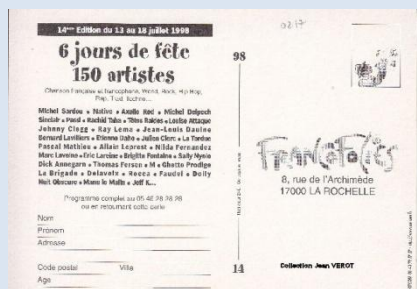 14ème Edition du 13 au 18 juillet 1998
6 jours de fête
150 artistes
Chanson française et francophone, World, Rock, Hip Hop,
Rap, Trad, techno...
Michel Sardou • Native • Axelle Red • Michel Delpech
Sinclair • Passi • Rachid Taha • Têtes Raides • Louise Attaque
Johnny Clegg • Ray Lema • Jean-Louis Daulne
Bernard Lavilliers • Etienne Daho • Julien Clerc • Le Tordue
Pascal Mathieu • Allain Leprest • Nilda Fernandez
Marc Lavoine • Eric Lareine • Brigitte Fontaine • Sally Nyolo
Dick Annegarn • Thomas Fersen • M • Ghetto Prodige
La Brigade • Delavois • Rocca • Faudel • Dolly
Nuit Obscure • Mano le Malin • Jeff K...
Programme complet au 05 46 28 28 28
ou en retournant cette carte
Nom
Prénom
Adresse
Code postal Ville
Age
98
14
0217
Francofolies
8, rue de l'Archimède
17000 LA ROCHELLE
Collection Jean VEROT